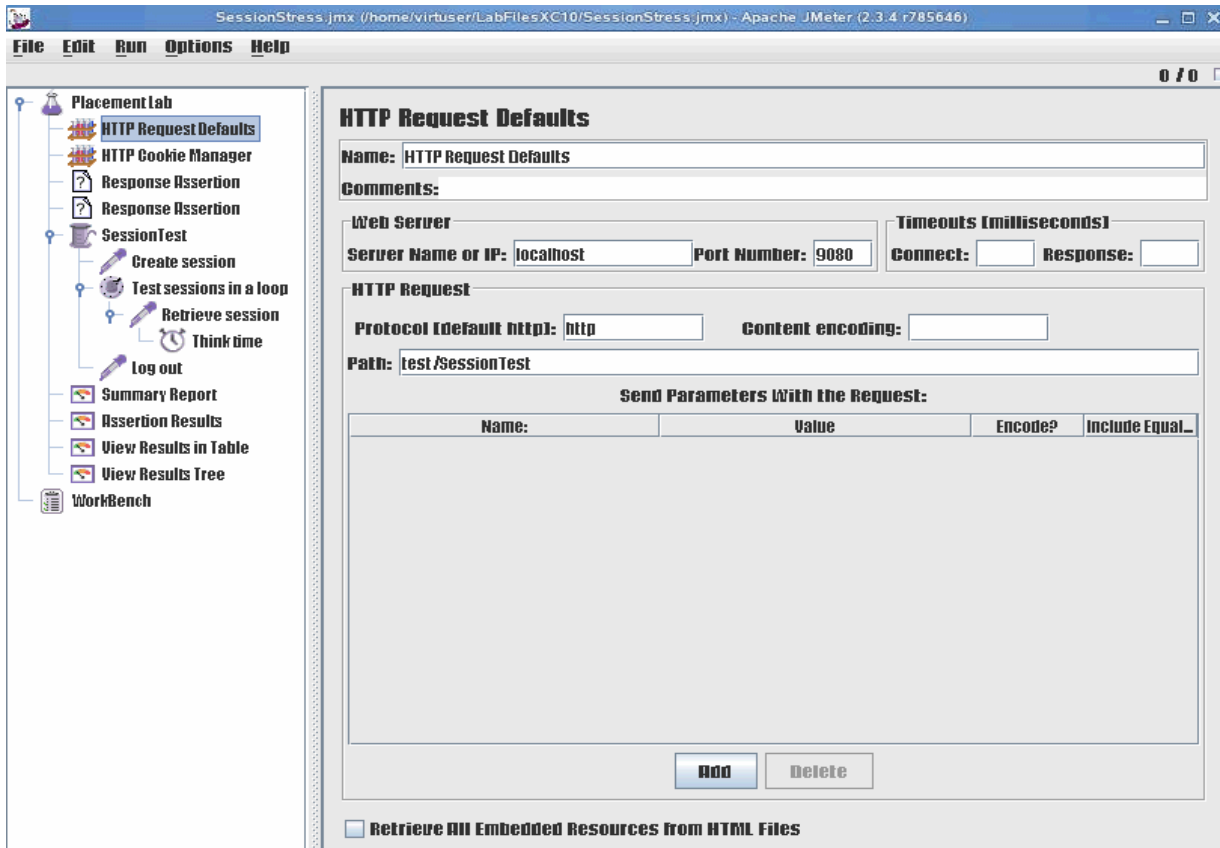 SessionStress.jmx (/home/virtuser/LabFilesXC10/SessionStress.jmx) - Apache JMeter (2.3.4 r785646)
File Edit Run Options Help
0 / 0
Placement Lab
HTTP Request Defaults
HTTP Cookie Manager
Response Assertion
Response Assertion
SessionTest
Create session
Test sessions in a loop
Retrieve session
Think time
Log out
Summary Report
Assertion Results
View Results in Table
View Results Tree
WorkBench
HTTP Request Defaults
Name: HTTP Request Defaults
Comments:
Web Server
Server Name or IP: localhost Port Number: 9080
Timeouts (milliseconds)
Connect: Response:
HTTP Request
Protocol (default http): http Content encoding:
Path: test/SessionTest
Send Parameters With the Request:
Name: Value Encode? Include Equal...
Add Delete
Retrieve All Embedded Resources from HTML Files